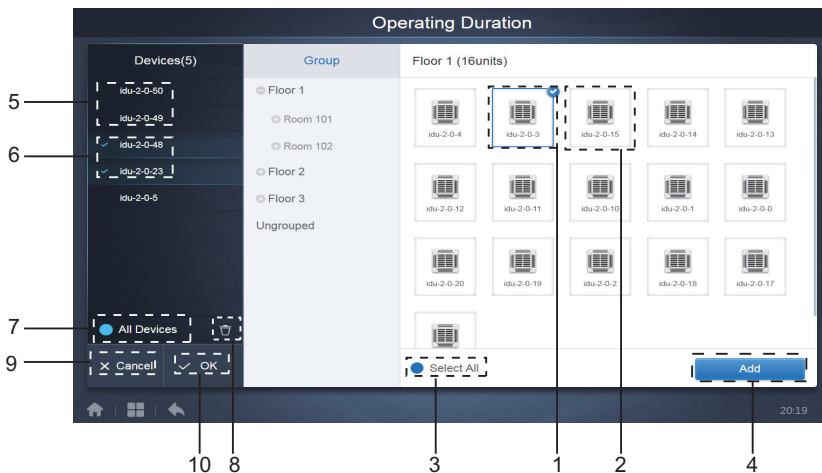 Operating Duration
Devices(5)
Group
Floor 1 (16units)
5
idu-2-0-50
idu-2-0-49
6
idu-2-0-48
idu-2-0-23
idu-2-0-5
Floor 1
Room 101
Room 102
Floor 2
Floor 3
Ungrouped
idu-2-0-4
idu-2-0-3
idu-2-0-15
idu-2-0-14
idu-2-0-13
idu-2-0-12
idu-2-0-11
idu-2-0-10
idu-2-0-1
idu-2-0-0
idu-2-0-20
idu-2-0-19
idu-2-0-2
idu-2-0-18
idu-2-0-17
7
All Devices
9
Cancel
OK
Select All
Add
20:19
10
8
3
1
2
4